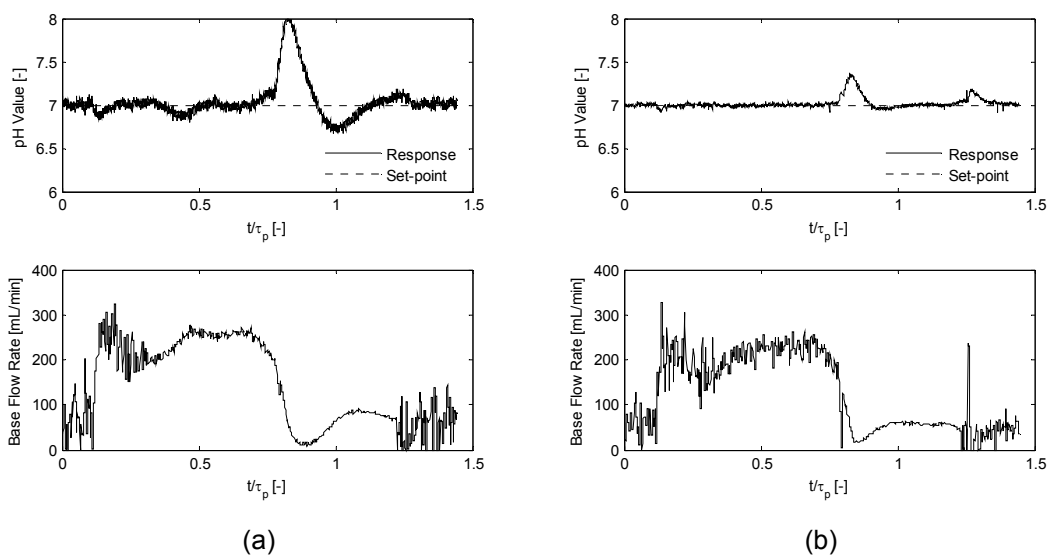 8
7.5
7
6.5
6
pH Value [-]
Response
Set-point
0
0.5
1
1.5
t/τp [-]
8
7.5
7
6.5
6
pH Value [-]
Response
Set-point
0
0.5
1
1.5
t/τp [-]
400
300
200
100
0
Base Flow Rate [mL/min]
0
0.5
1
1.5
t/τp [-]
(a)
400
300
200
100
0
Base Flow Rate [mL/min]
0
0.5
1
1.5
t/τp [-]
(b)